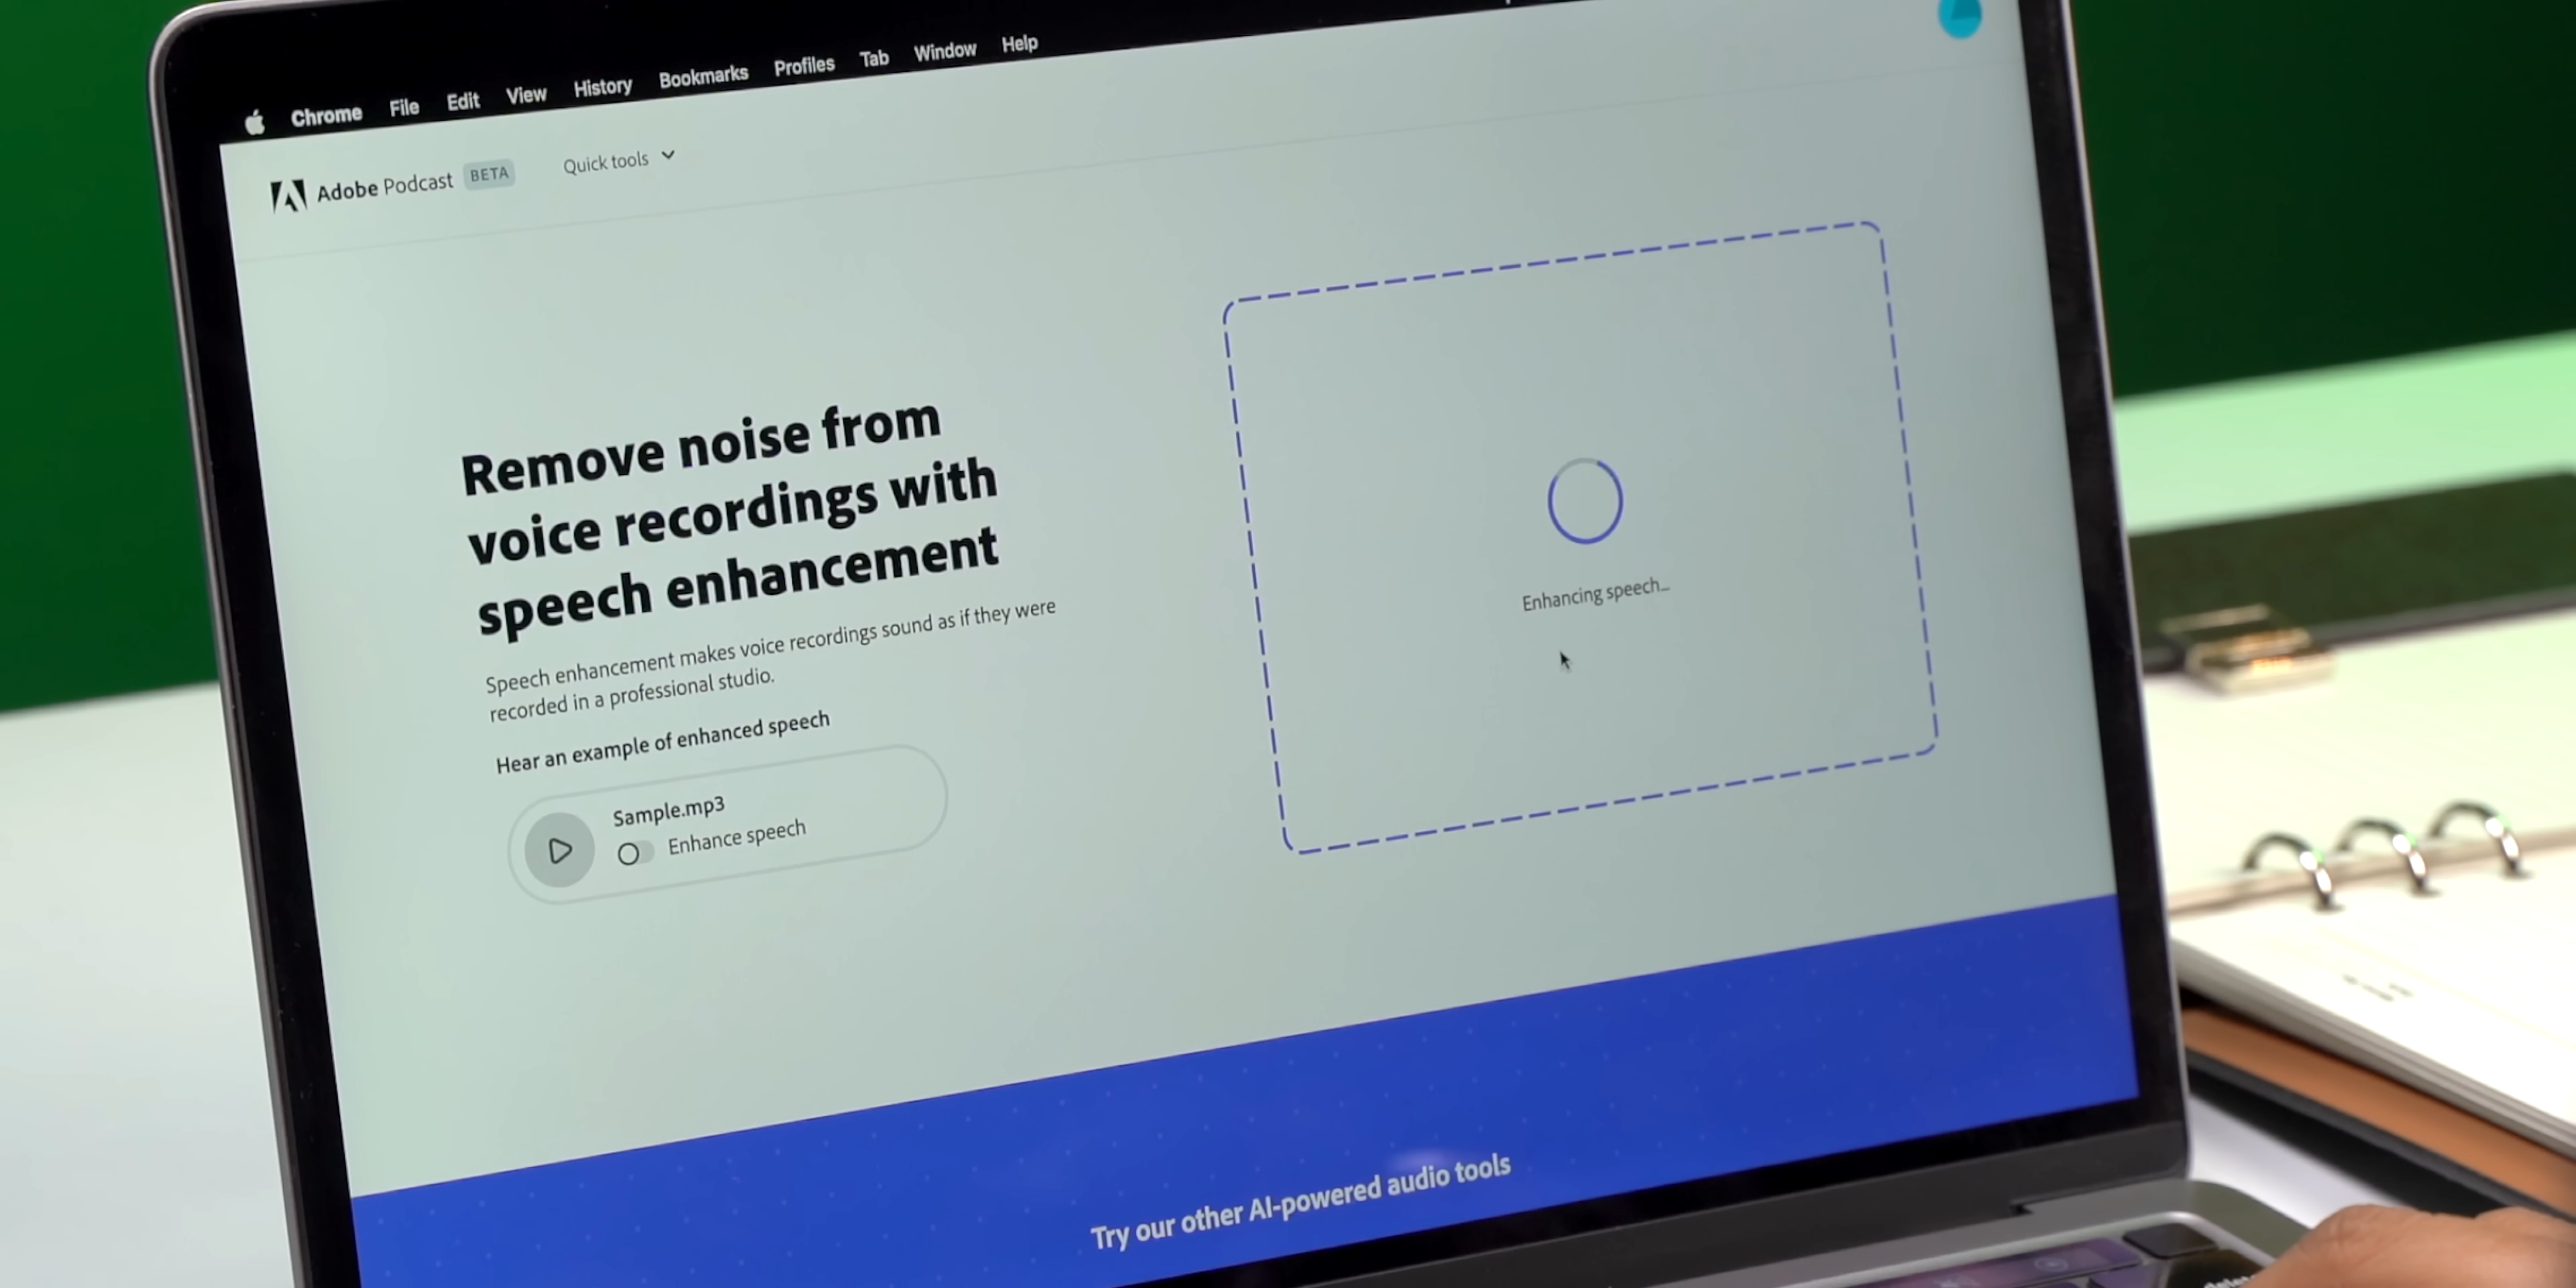 Chrome File Edit View History Bookmarks Profiles Tab Window Help
Adobe Podcast BETA Quick tools
Remove noise from
voice recordings with
speech enhancement
Speech enhancement makes voice recordings sound as if they were
recorded in a professional studio.
Hear an example of enhanced speech
Sample.mp3
Enhance speech
Enhancing speech...
Try our other AI-powered audio tools